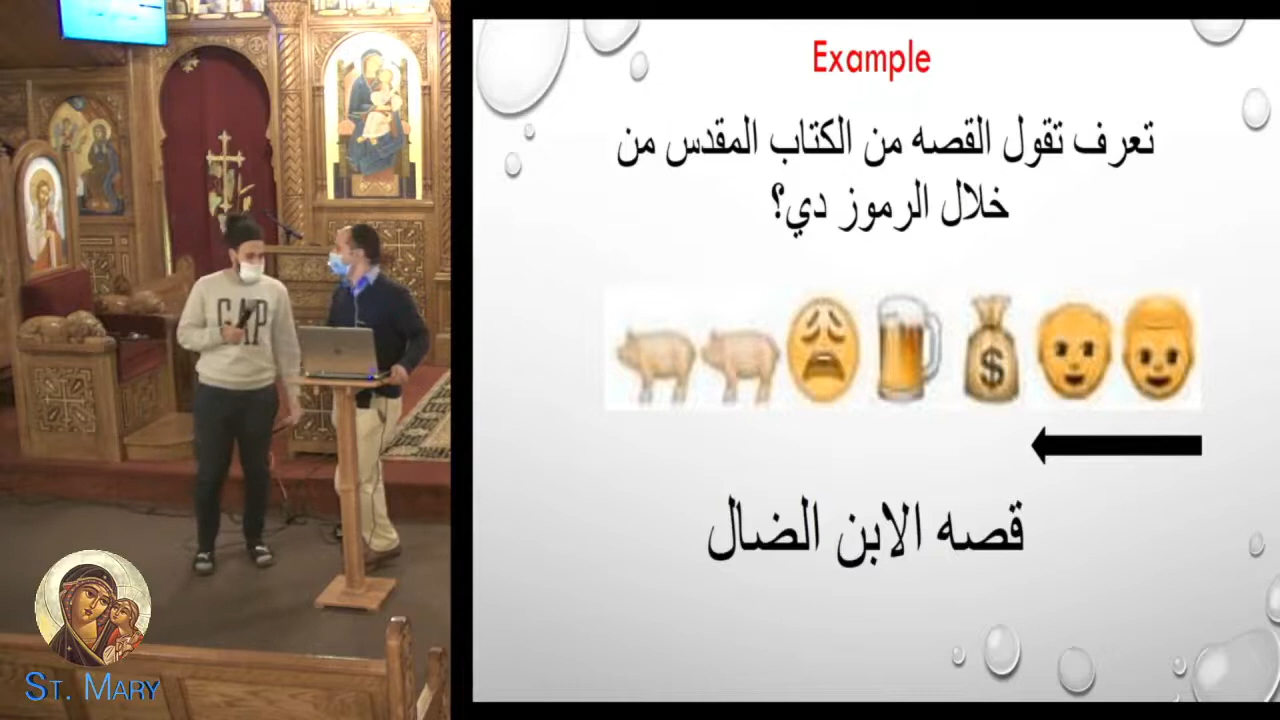 Example
تعرف تقول القصه من الكتاب المقدس من
خلال الرموز دي؟
$
قصه الابن الضال
GAP
ST. MARY